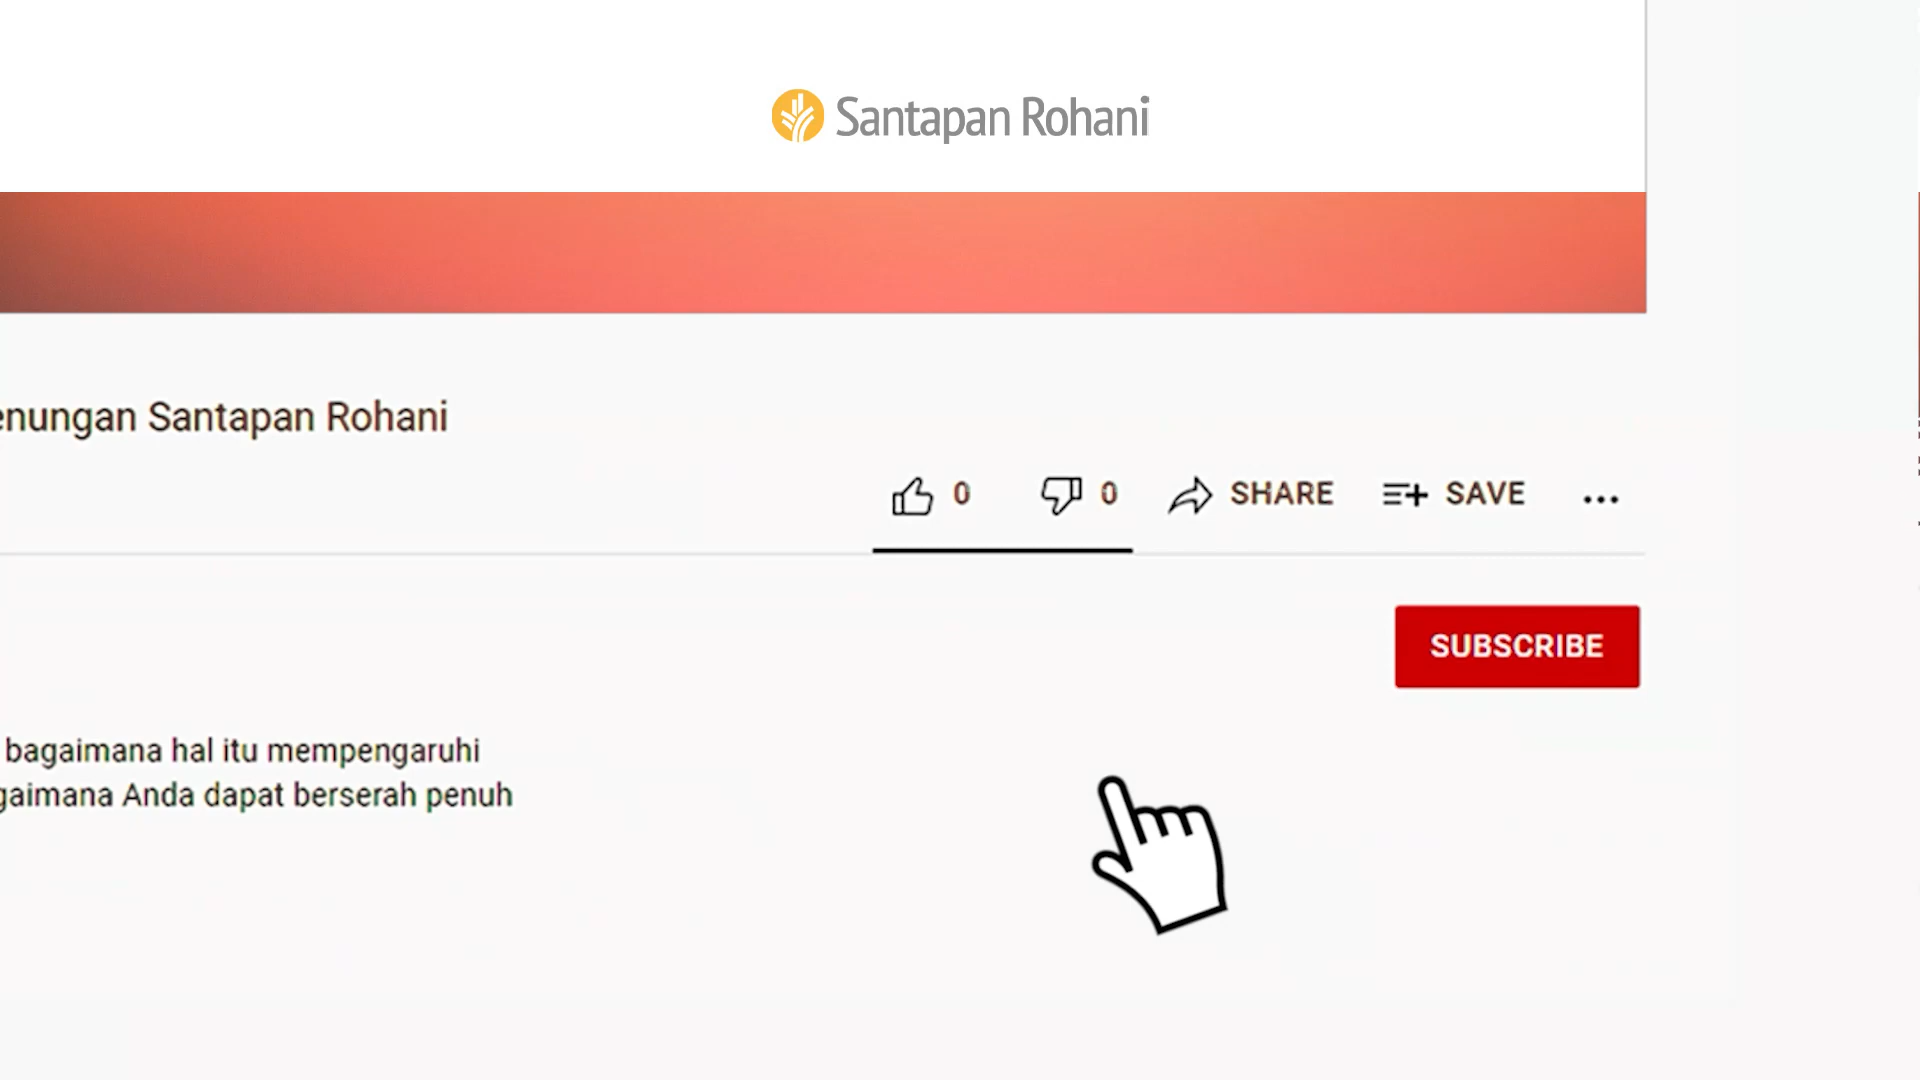 Santapan Rohani
enungan Santapan Rohani
0 0 SHARE SAVE ...
SUBSCRIBE
bagaimana hal itu mempengaruhi
gaimana Anda dapat berserah penuh